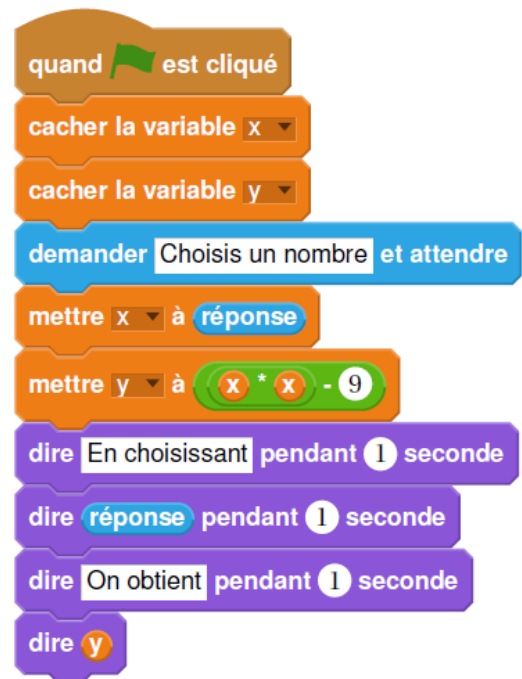 quand est cliqué
cacher la variable x
cacher la variable y
demander Choisis un nombre et attendre
mettre x à réponse
mettre y à x * x - 9
dire En choisissant pendant 1 seconde
dire réponse pendant 1 seconde
dire On obtient pendant 1 seconde
dire y